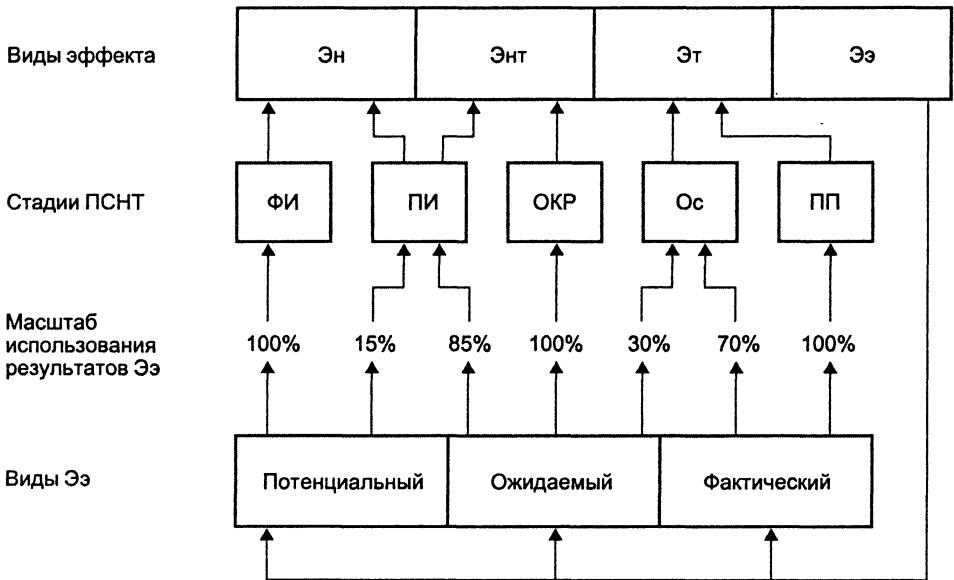 Виды эффекта
Эн Энт Эт Ээ
Стадии ПСНТ
ФИ ПИ ОКР Ос ПП
Масштаб
использования
результатов Ээ
100% 15% 85% 100% 30% 70% 100%
Виды Ээ
Потенциальный Ожидаемый Фактический